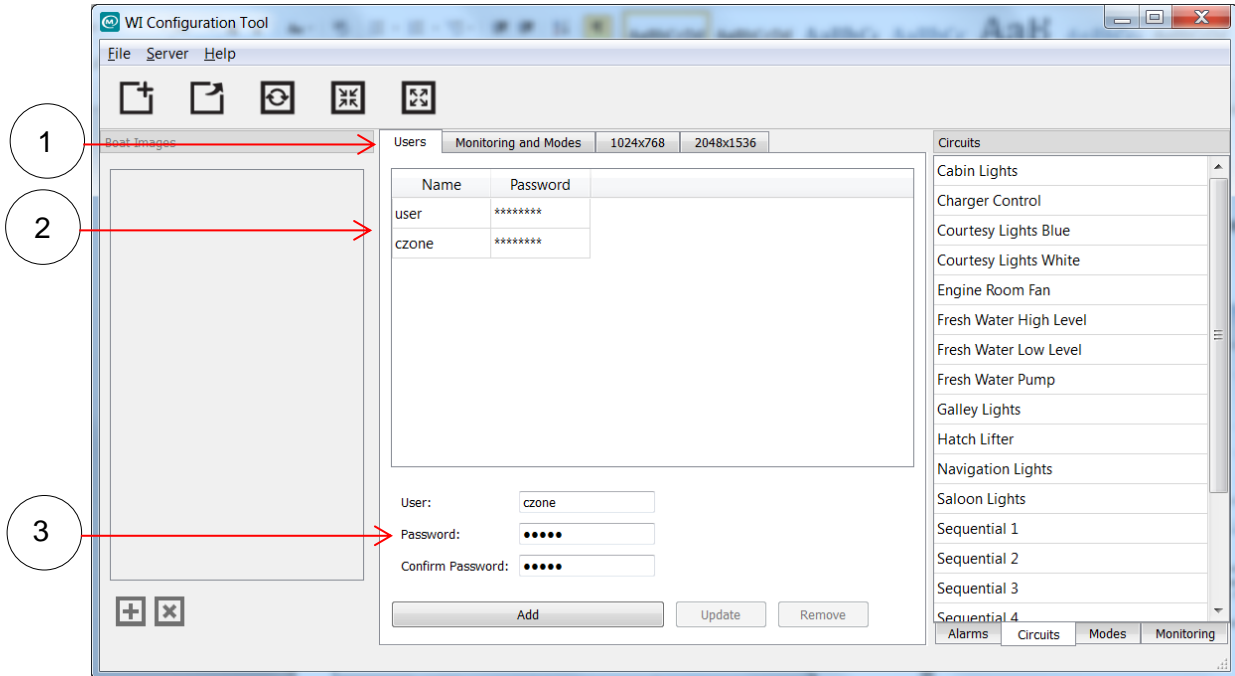 WI Configuration Tool
File Server Help
1
2
3
Boat Images
Users Monitoring and Modes 1024x768 2048x1536
Name Password
user ********
czone ********
User: czone
Password: •••••
Confirm Password: •••••
Add Update Remove
Circuits
Cabin Lights
Charger Control
Courtesy Lights Blue
Courtesy Lights White
Engine Room Fan
Fresh Water High Level
Fresh Water Low Level
Fresh Water Pump
Galley Lights
Hatch Lifter
Navigation Lights
Saloon Lights
Sequential 1
Sequential 2
Sequential 3
Sequential 4
Alarms Circuits Modes Monitoring